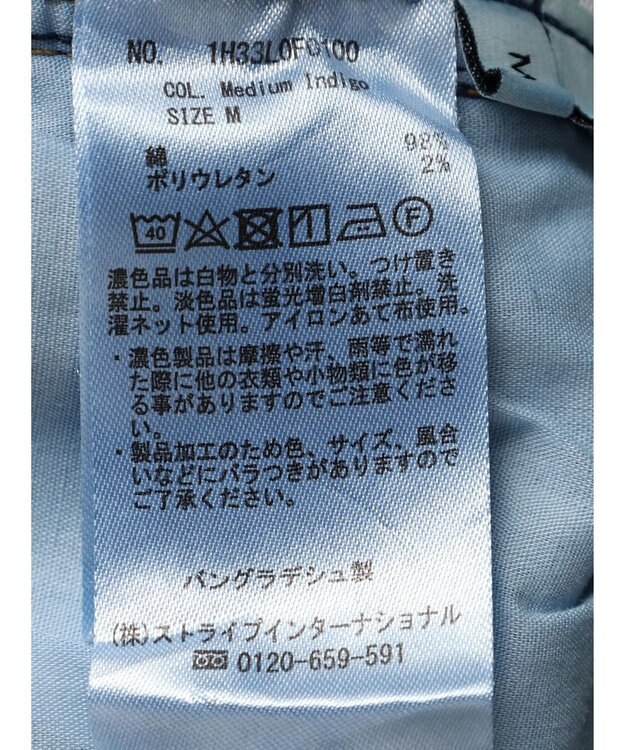 NO. 1H33L0FD100
COL. Medium Indigo
SIZE M
綿 98%
ポリウレタン 2%
40 F
濃色品は白物と分別洗い。つけ置き
禁止。淡色品は蛍光増白剤禁止。洗
濯ネット使用。アイロンあて布使用。
・濃色製品は摩擦や汗、雨等で濡れ
た際に他の衣類や小物類に色が移
る事がありますのでご注意くださ
い。
・製品加工のため色、サイズ、風合
いなどにバラつきがありますので
ご了承ください。
バングラデシュ製
(株)ストライプインターナショナル
0120-659-591